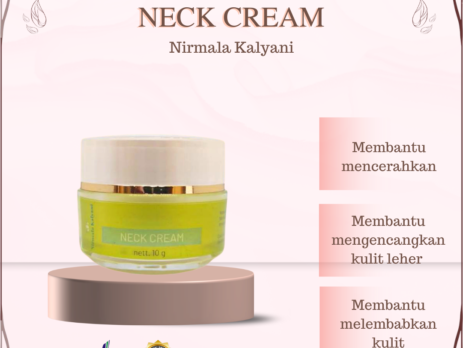 NECK CREAM
Nirmala Kalyani
Membantu
mencerahkan
Membantu
mengencangkan
kulit leher
Membantu
melembabkan
kulit
NECK CREAM
Nett. 10 g